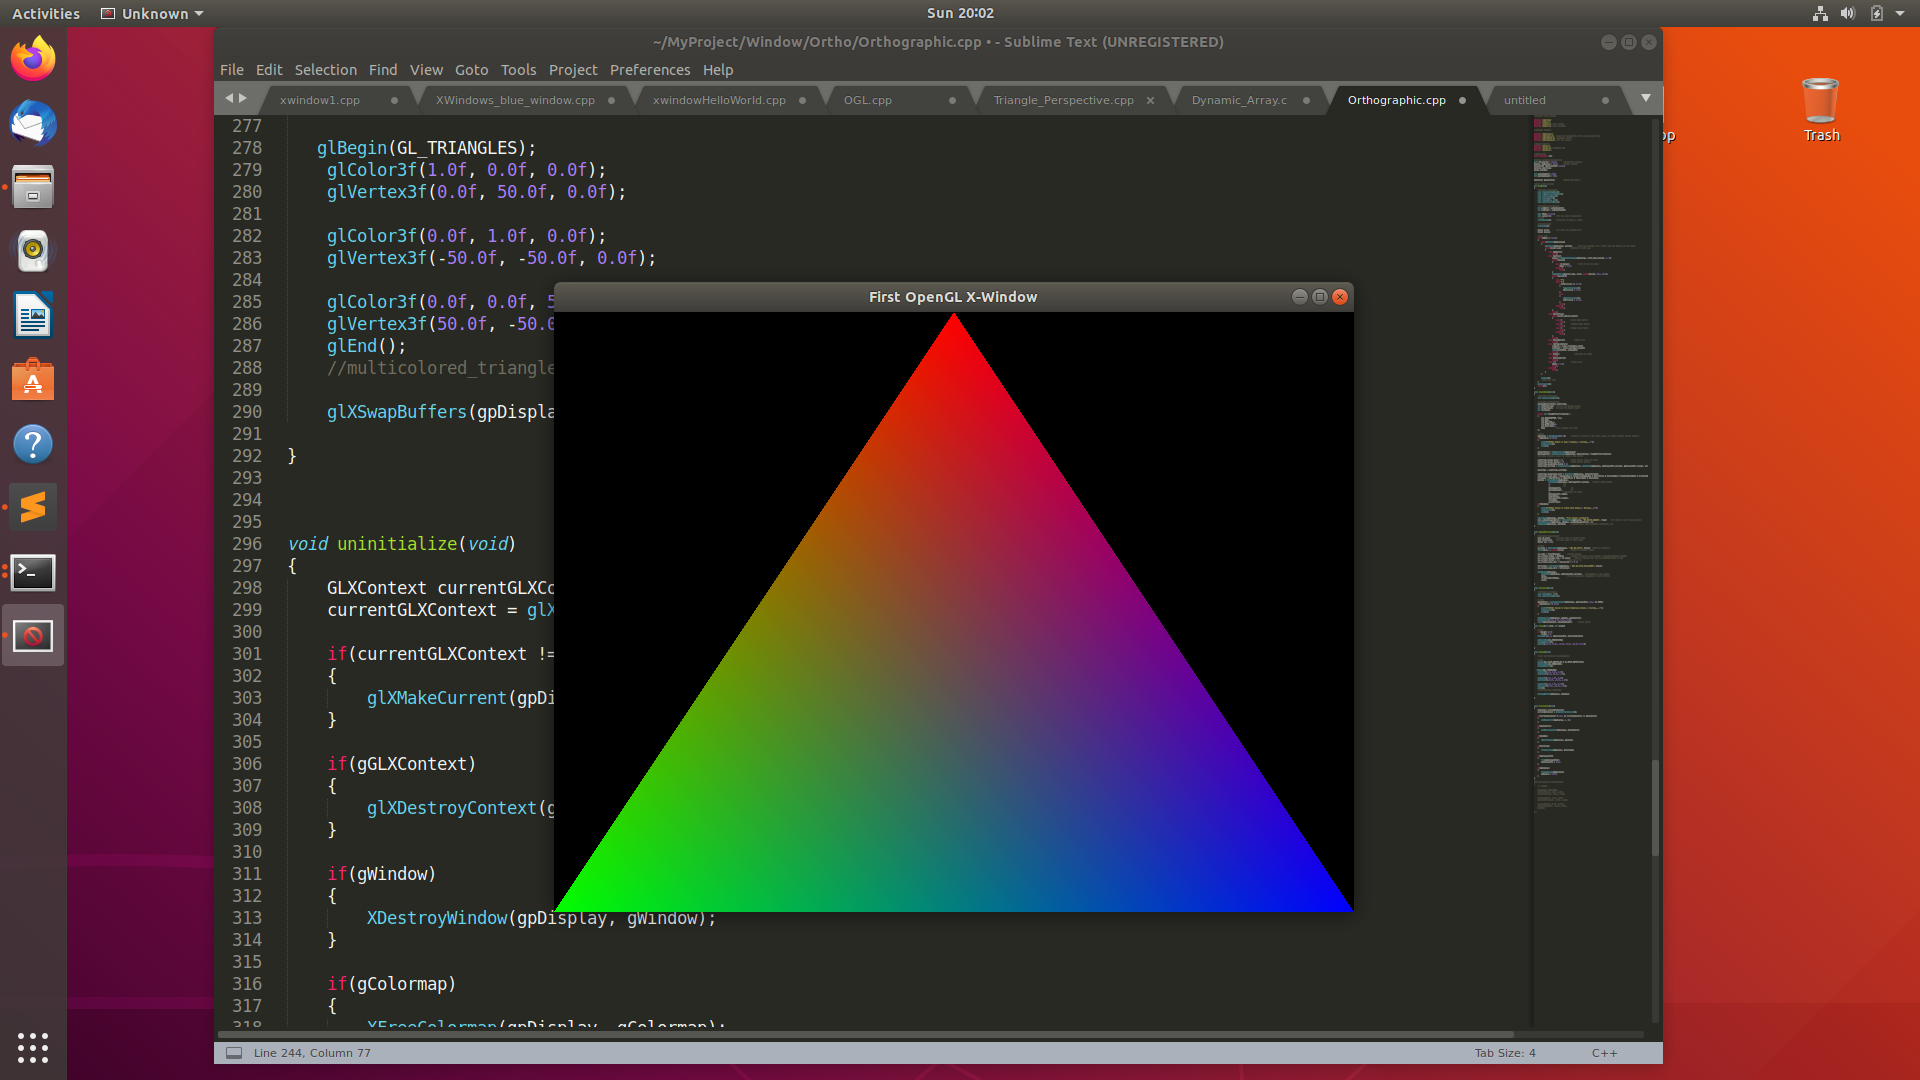 Activities Unknown Sun 20:02
~/MyProject/Window/Ortho/Orthographic.cpp • - Sublime Text (UNREGISTERED)
File Edit Selection Find View Goto Tools Project Preferences Help
xwindow1.cpp XWindows_blue_window.cpp xwindowHelloWorld.cpp OGL.cpp Triangle_Perspective.cpp Dynamic_Array.c Orthographic.cpp untitled
Trash
277
278 glBegin(GL_TRIANGLES);
279 glColor3f(1.0f, 0.0f, 0.0f);
280 glVertex3f(0.0f, 50.0f, 0.0f);
281
282 glColor3f(0.0f, 1.0f, 0.0f);
283 glVertex3f(-50.0f, -50.0f, 0.0f);
284
285 glColor3f(0.0f, 0.0f, 5
286 glVertex3f(50.0f, -50.0
287 glEnd();
288 //multicolored_triangle
289
290 glXSwapBuffers(gpDispla
291
292 }
293
294
295
296 void uninitialize(void)
297 {
298 GLXContext currentGLXCo
299 currentGLXContext = glX
300
301 if(currentGLXContext !=
302 {
303 glXMakeCurrent(gpDi
304 }
305
306 if(gGLXContext)
307 {
308 glXDestroyContext(g
309 }
310
311 if(gWindow)
312 {
313 XDestroyWindow(gpDisplay, gWindow);
314 }
315
316 if(gColormap)
317 {
318 XFreeColormap(gpDisplay, gColormap);
First OpenGL X-Window
Line 244, Column 77 Tab Size: 4 C++